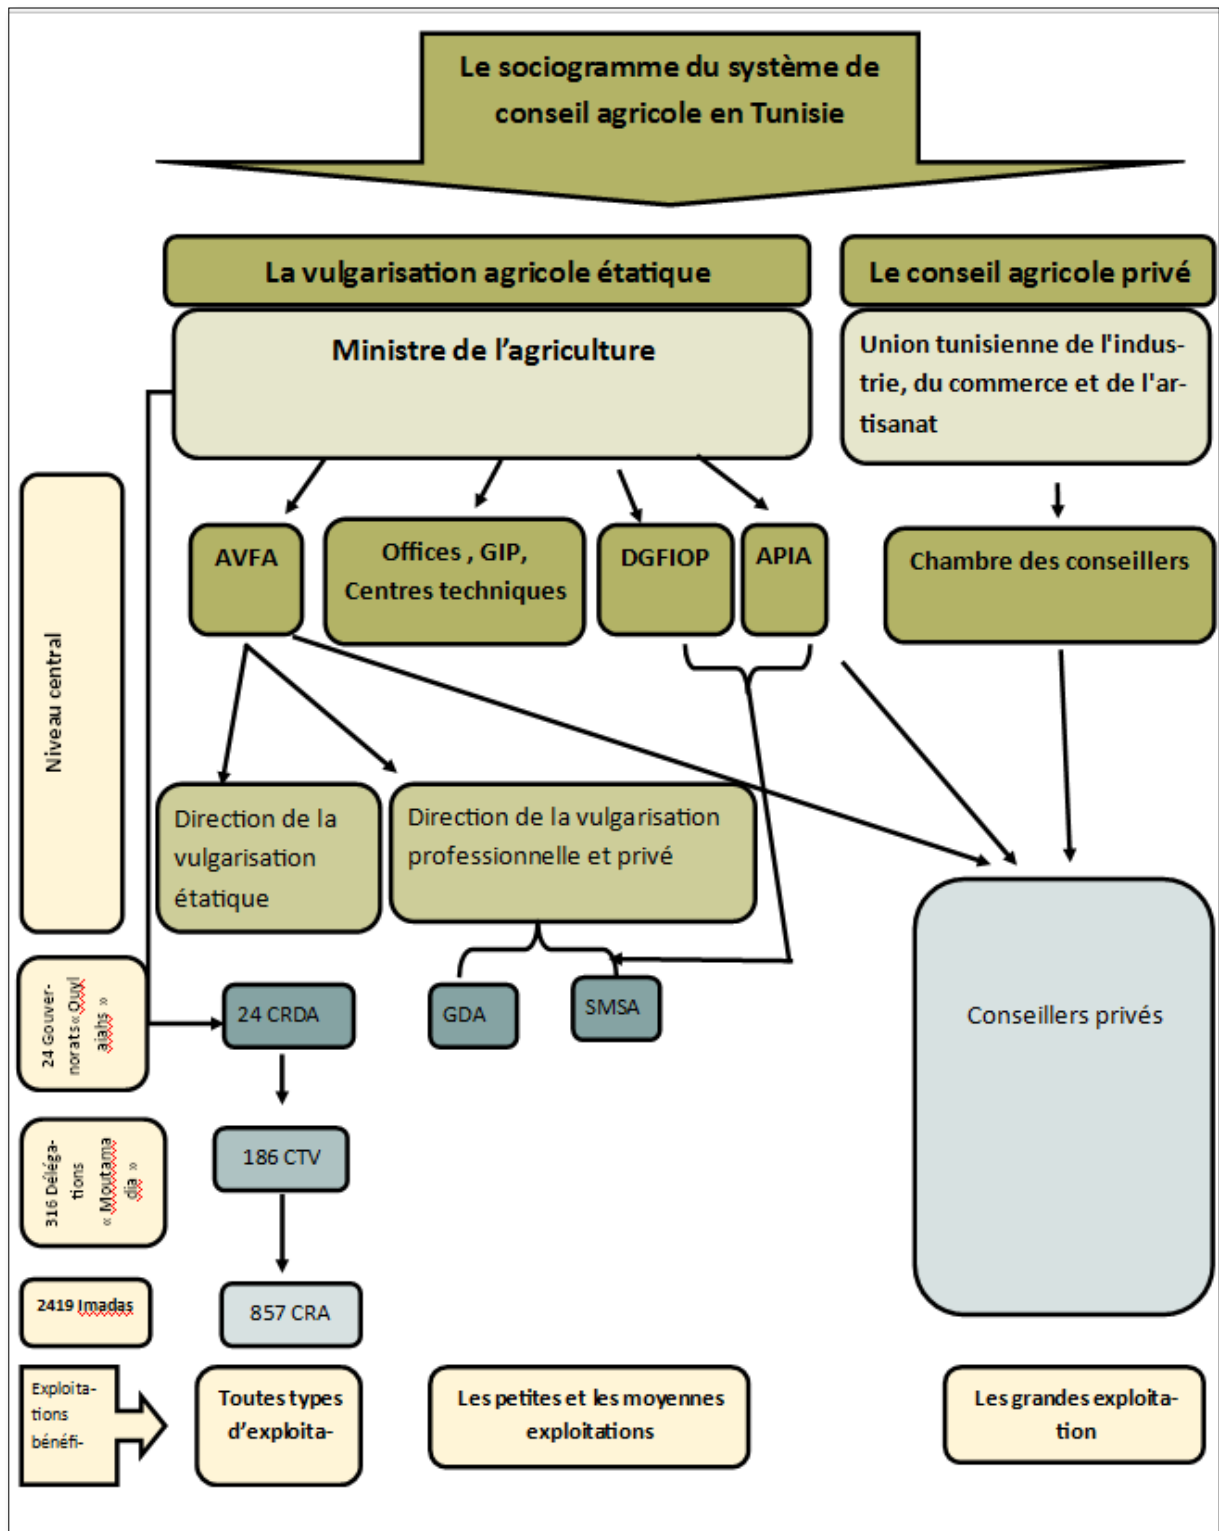 Le sociogramme du système de
conseil agricole en Tunisie
La vulgarisation agricole étatique
Le conseil agricole privé
Ministre de l’agriculture
Union tunisienne de l'indus-
trie, du commerce et de l'ar-
tisanat
Niveau central
AVFA
Offices , GIP,
Centres techniques
DGFIOP
APIA
Chambre des conseillers
Direction de la
vulgarisation
étatique
Direction de la vulgarisation
professionnelle et privé
24 Gouver-
norats« Ouyl
aiahs »
24 CRDA
GDA
SMSA
Conseillers privés
316 Déléga-
tions
« Moutama
dia »
186 CTV
2419 Imadas
857 CRA
Exploita-
tions
bénéfi-
Toutes types
d’exploita-
Les petites et les moyennes
exploitations
Les grandes exploita-
tion